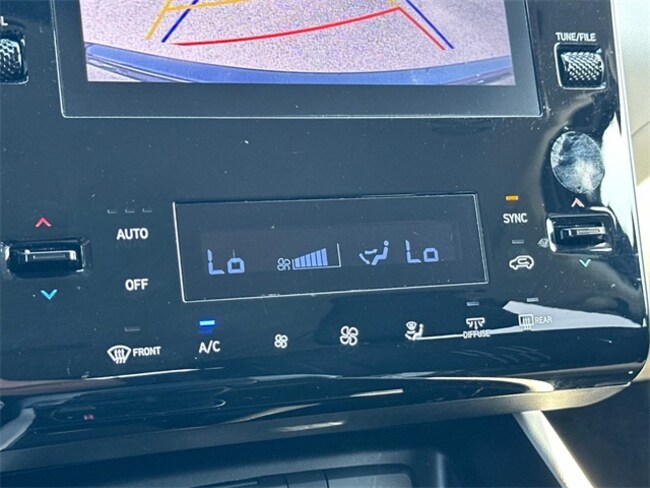 TUNE/FILE
AUTO
SYNC
Lo
Lo
OFF
FRONT
A/C
DIFFUSE
REAR